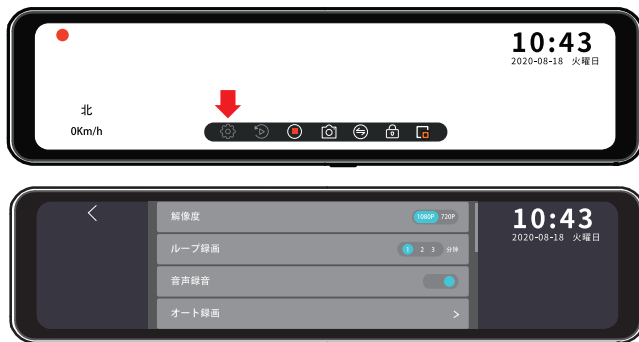 10:43
2020-08-18 火曜日
北
0Km/h
10:43
2020-08-18 火曜日
解像度 1080P 720P
ループ録画 1 2 3 分钟
音声録音
オート録画